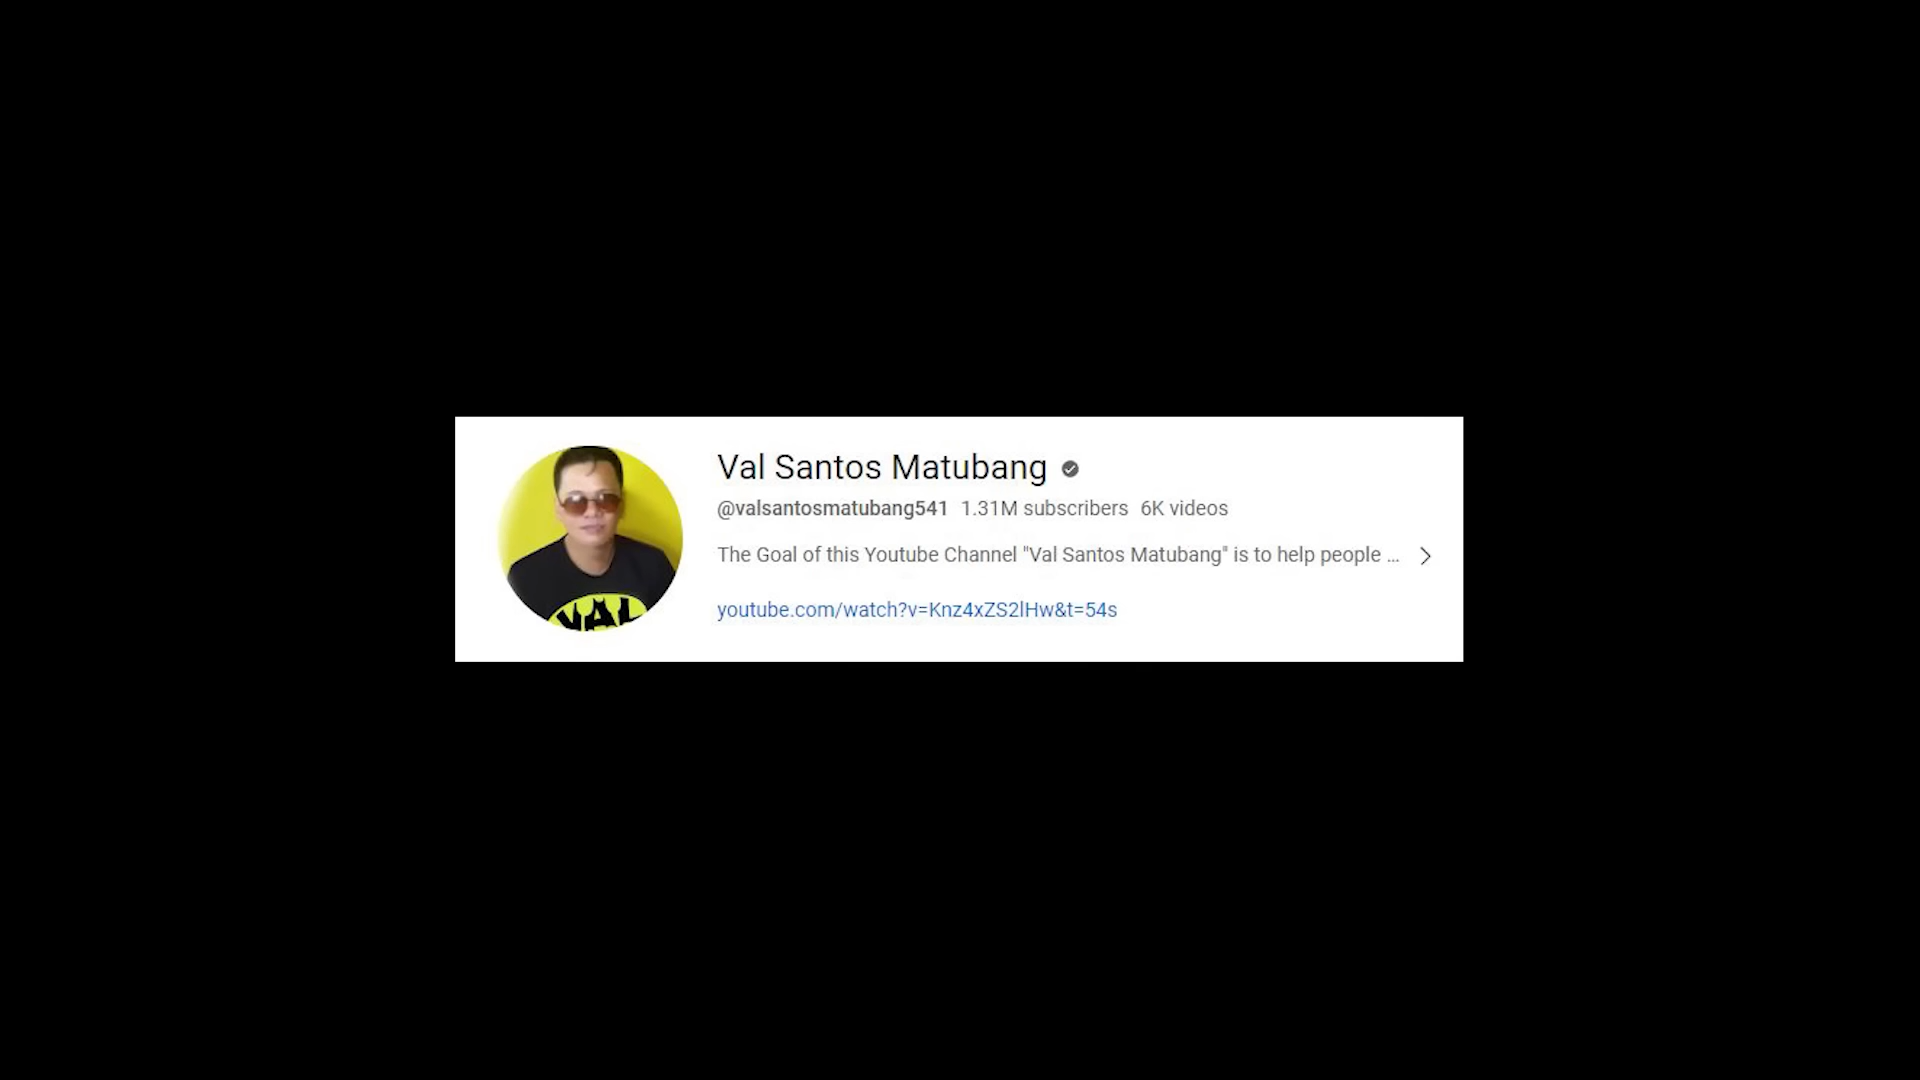 Val Santos Matubang
@valsantosmatubang541 1.31M subscribers 6K videos
The Goal of this Youtube Channel "Val Santos Matubang" is to help people ...
youtube.com/watch?v=Knz4xZS2lHw&t=54s
VAL